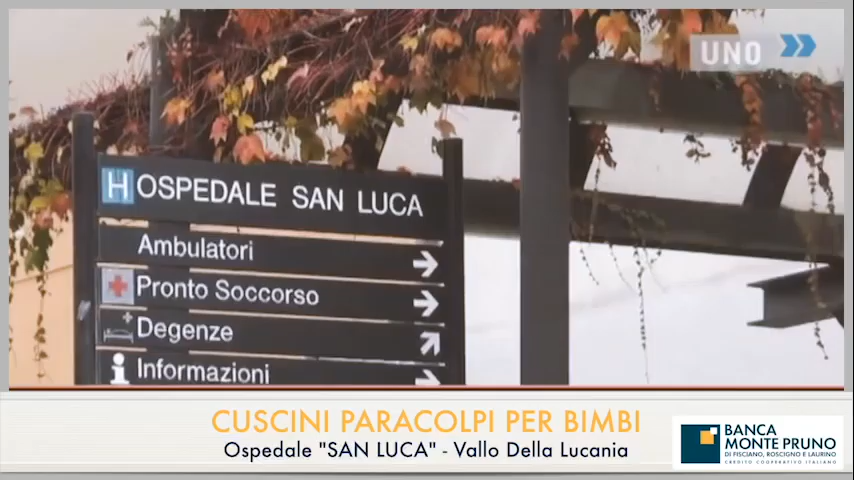 UNO
H OSPEDALE SAN LUCA
Ambulatori
Pronto Soccorso
Degenze
i Informazioni
CUSCINI PARACOLPI PER BIMBI
Ospedale "SAN LUCA" - Vallo Della Lucania
BANCA
MONTE PRUNO
DI FISCIANO, ROSCIGNO E LAURINO
CREDITO COOPERATIVO ITALIANO